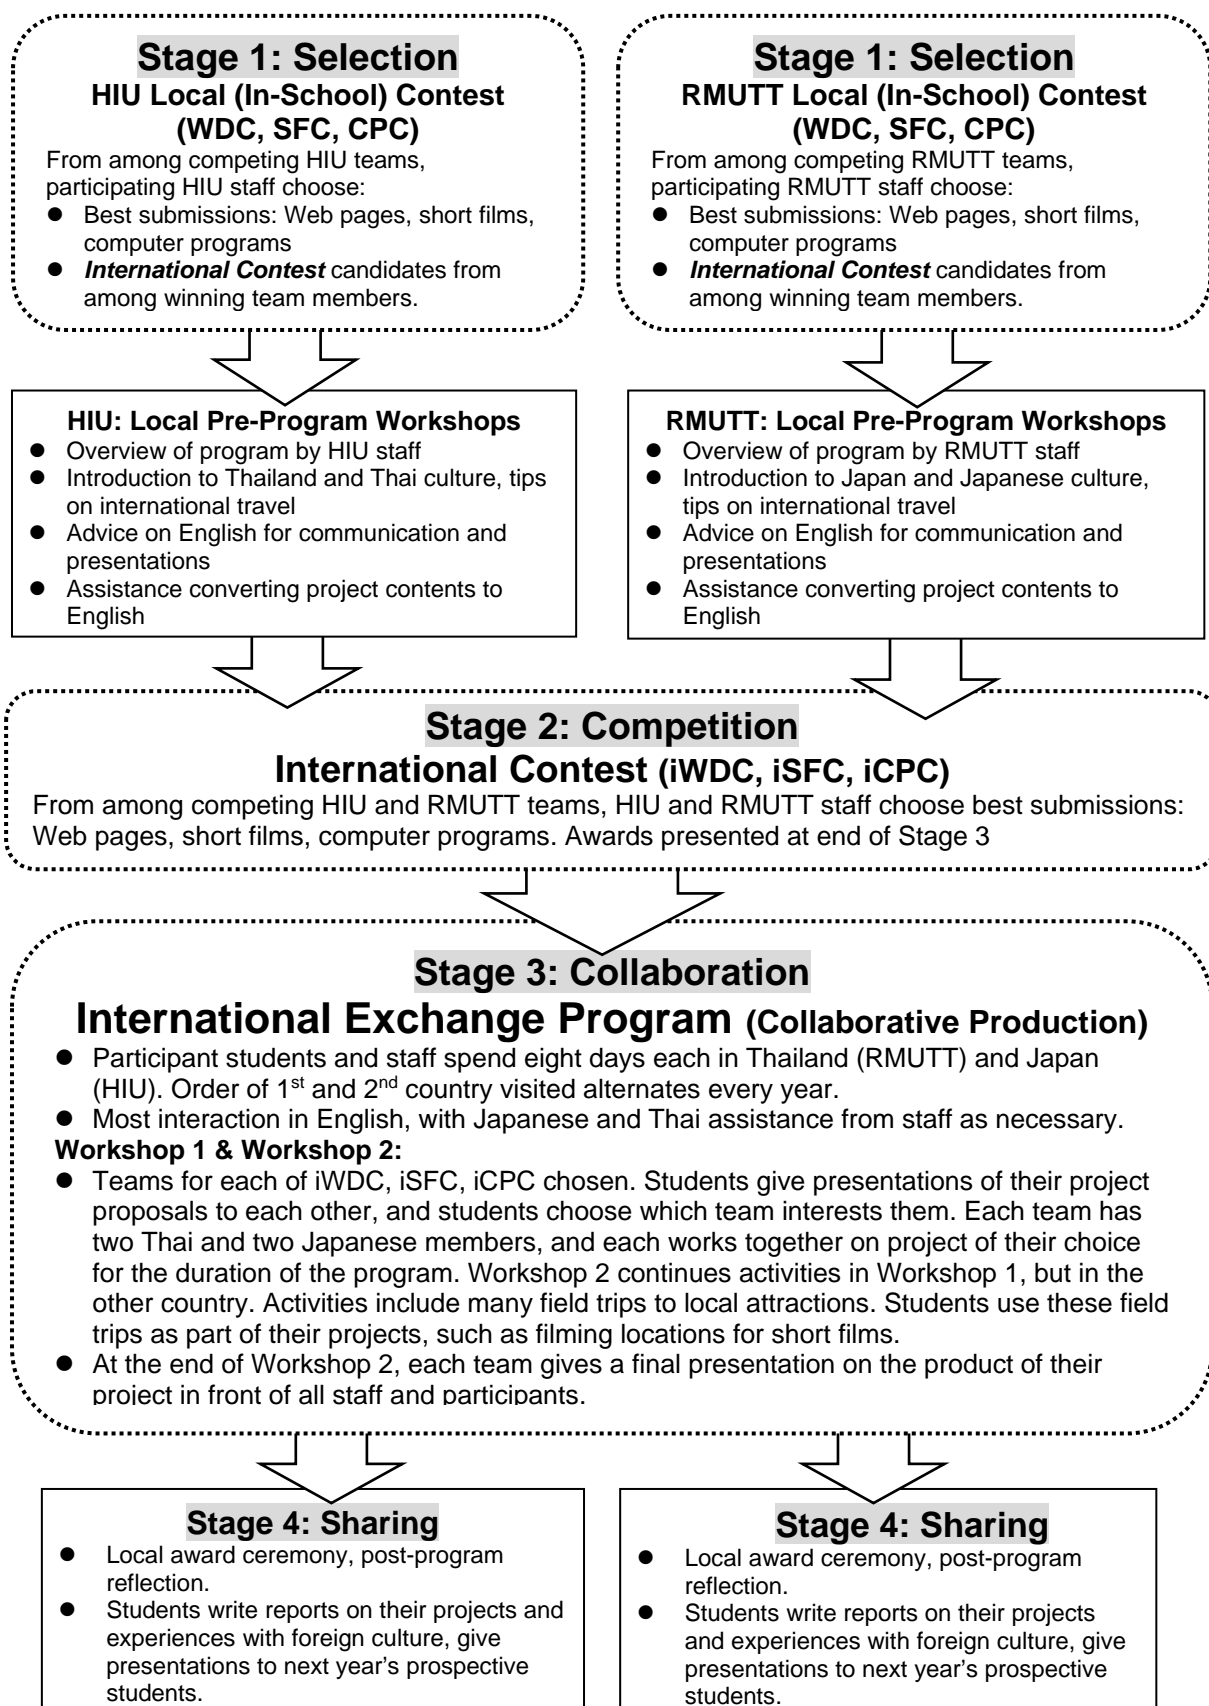 Stage 1: Selection
HIU Local (In-School) Contest
(WDC, SFC, CPC)
From among competing HIU teams,
participating HIU staff choose:
● Best submissions: Web pages, short films,
computer programs
● International Contest candidates from
among winning team members.
Stage 1: Selection
RMUTT Local (In-School) Contest
(WDC, SFC, CPC)
From among competing RMUTT teams,
participating RMUTT staff choose:
● Best submissions: Web pages, short films,
computer programs
● International Contest candidates from
among winning team members.
HIU: Local Pre-Program Workshops
● Overview of program by HIU staff
● Introduction to Thailand and Thai culture, tips
on international travel
● Advice on English for communication and
presentations
● Assistance converting project contents to
English
RMUTT: Local Pre-Program Workshops
● Overview of program by RMUTT staff
● Introduction to Japan and Japanese culture,
tips on international travel
● Advice on English for communication and
presentations
● Assistance converting project contents to
English
Stage 2: Competition
International Contest (iWDC, iSFC, iCPC)
From among competing HIU and RMUTT teams, HIU and RMUTT staff choose best submissions:
Web pages, short films, computer programs. Awards presented at end of Stage 3
Stage 3: Collaboration
International Exchange Program (Collaborative Production)
● Participant students and staff spend eight days each in Thailand (RMUTT) and Japan
(HIU). Order of 1st and 2nd country visited alternates every year.
● Most interaction in English, with Japanese and Thai assistance from staff as necessary.
Workshop 1 & Workshop 2:
● Teams for each of iWDC, iSFC, iCPC chosen. Students give presentations of their project
proposals to each other, and students choose which team interests them. Each team has
two Thai and two Japanese members, and each works together on project of their choice
for the duration of the program. Workshop 2 continues activities in Workshop 1, but in the
other country. Activities include many field trips to local attractions. Students use these field
trips as part of their projects, such as filming locations for short films.
● At the end of Workshop 2, each team gives a final presentation on the product of their
project in front of all staff and participants.
Stage 4: Sharing
● Local award ceremony, post-program
reflection.
● Students write reports on their projects and
experiences with foreign culture, give
presentations to next year's prospective
students.
Stage 4: Sharing
● Local award ceremony, post-program
reflection.
● Students write reports on their projects
and experiences with foreign culture, give
presentations to next year's prospective
students.